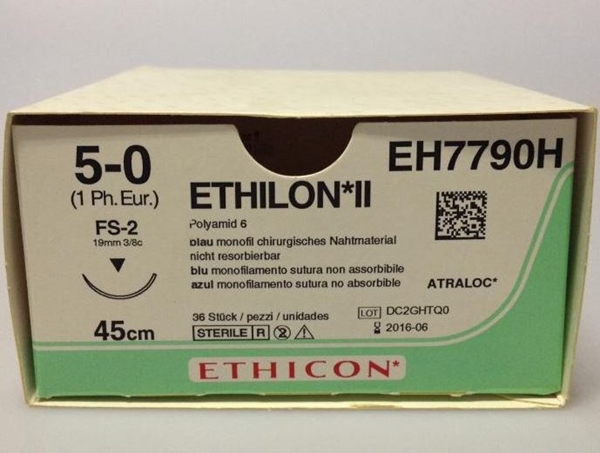 5-0
(1 Ph. Eur.)
FS-2
19mm 3/8c
45cm
EH7790H
ETHILON*II
Polyamid 6
blau monofil chirurgisches Nahtmaterial
nicht resorbierbar
blu monofilamento sutura non assorbibile
azul monofilamento sutura no absorbible
ATRALOC*
36 Stück / pezzi / unidades
LOT DC2GHTQ0
2016-06
STERILE R 2
ETHICON*